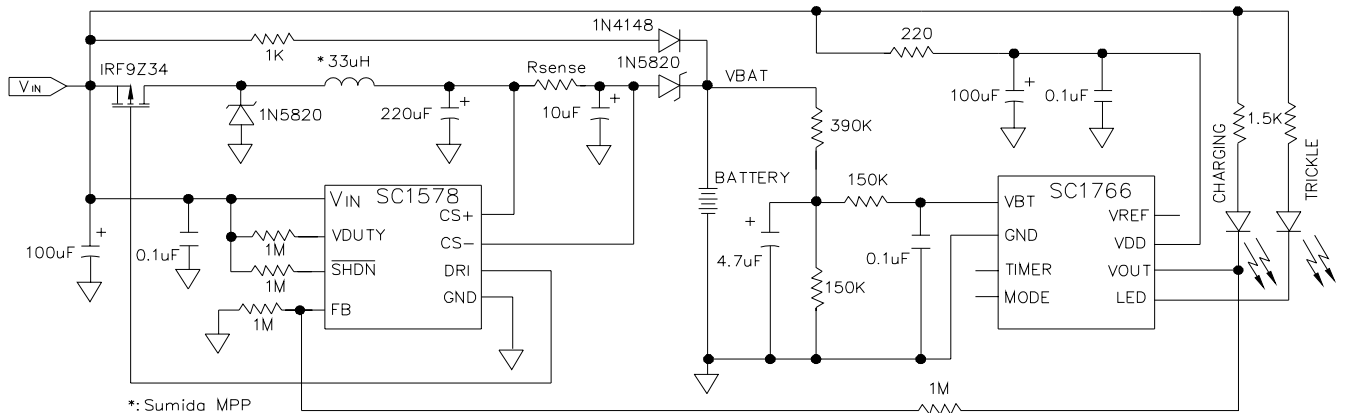 1N4148
220
1K
IRF9Z34
*33uH
Rsense
1N5820
VBAT
VIN
1N5820
220uF
+
10uF
+
100uF
+
0.1uF
390K
1.5K
CHARGING
TRICKLE
BATTERY
150K
SC1578
SC1766
VIN
CS+
VDUTY
CS-
SHDN
DRI
GND
FB
100uF
+
0.1uF
1M
1M
1M
+
4.7uF
0.1uF
150K
VBT
VREF
GND
VDD
TIMER
VOUT
MODE
LED
1M
*: Sumida MPP